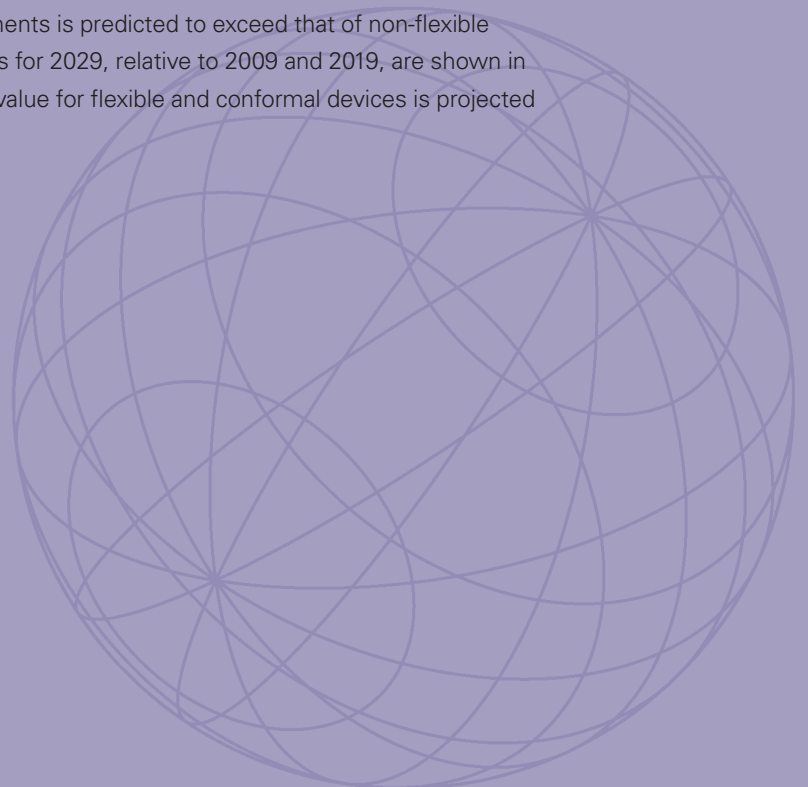 ents is predicted to exceed that of non-flexible
s for 2029, relative to 2009 and 2019, are shown in
value for flexible and conformal devices is projected